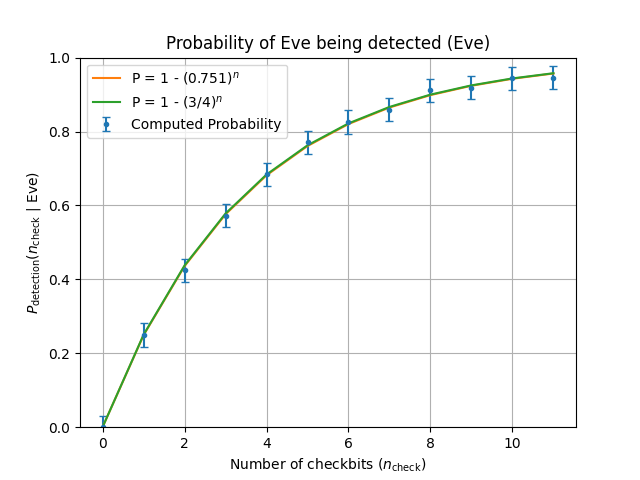 Probability of Eve being detected (Eve)
P = 1 - (0.751)ⁿ
P = 1 - (3/4)ⁿ
Computed Probability
1.0
0.8
0.6
0.4
0.2
0.0
P_detection(n_check | Eve)
0 2 4 6 8 10
Number of checkbits (n_check)